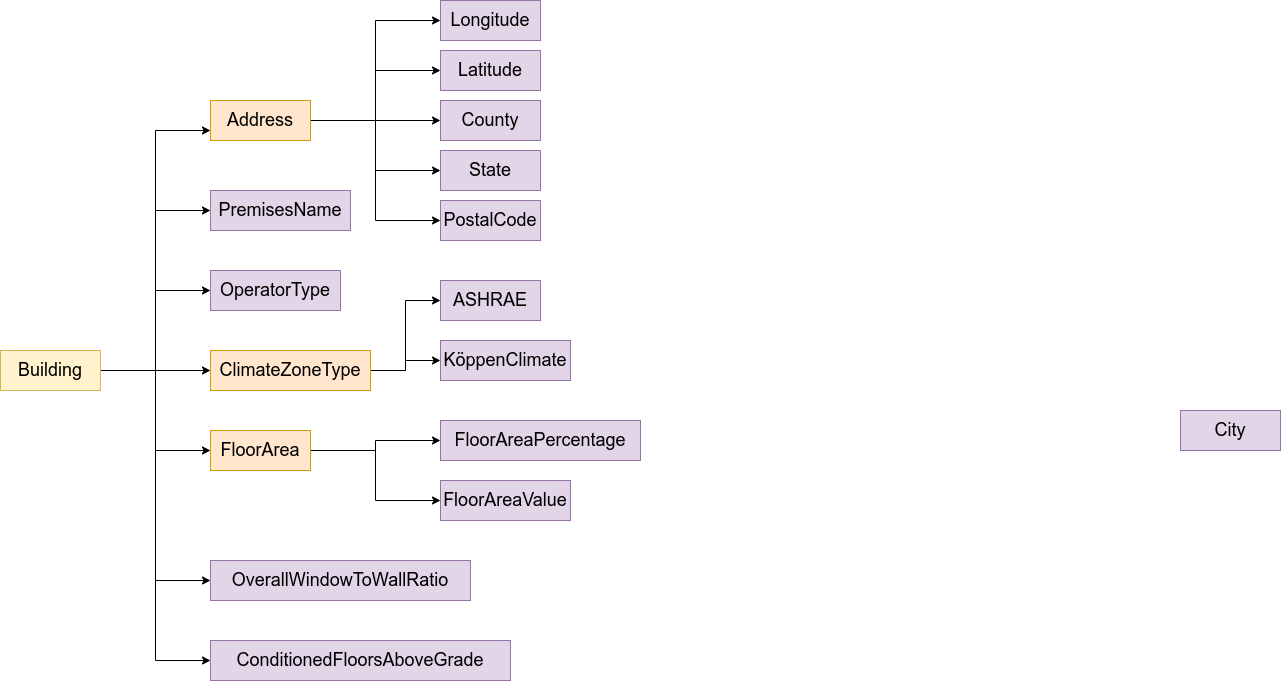 Longitude
Latitude
Address
County
State
PremisesName
PostalCode
OperatorType
ASHRAE
KöppenClimate
Building
ClimateZoneType
City
FloorArea
FloorAreaPercentage
FloorAreaValue
OverallWindowToWallRatio
ConditionedFloorsAboveGrade